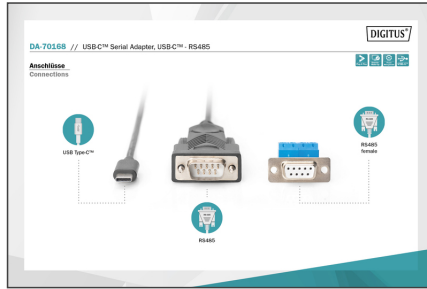 DIGITUS®
DA-70168 // USB-C™ Serial Adapter, USB-C™ - RS485
Anschlüsse
Connections
USB Type-C™
RS485
female
RS485